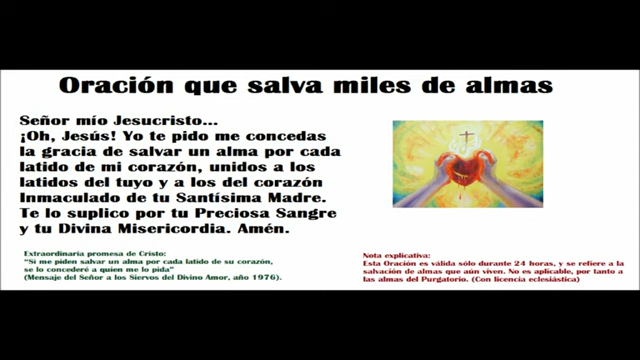 Oración que salva miles de almas
Señor mío Jesucristo...
¡Oh, Jesús! Yo te pido me concedas
la gracia de salvar un alma por cada
latido de mi corazón, unidos a los
latidos del tuyo y a los del corazón
Inmaculado de tu Santísima Madre.
Te lo suplico por tu Preciosa Sangre
y tu Divina Misericordia. Amén.
Extraordinaria promesa de Cristo:
"Si me piden salvar un alma por cada latido de su corazón,
se lo concederé a quien me lo pida"
(Mensaje del Señor a los Siervos del Divino Amor, año 1976).
Nota explicativa:
Esta Oración es válida sólo durante 24 horas, y se refiere a la
salvación de almas que aún viven. No es aplicable, por tanto a
las almas del Purgatorio. (Con licencia eclesiástica)